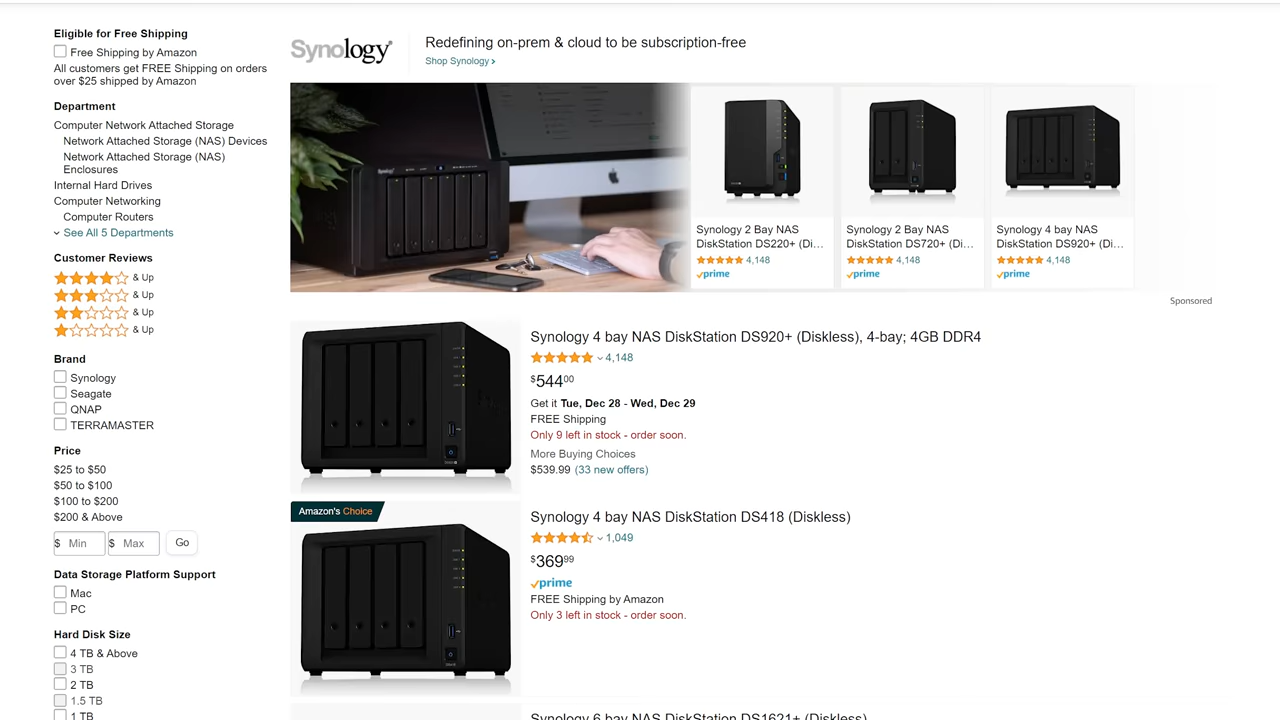 Eligible for Free Shipping
Free Shipping by Amazon
All customers get FREE Shipping on orders
over $25 shipped by Amazon
Department
Computer Network Attached Storage
Network Attached Storage (NAS) Devices
Network Attached Storage (NAS)
Enclosures
Internal Hard Drives
Computer Networking
Computer Routers
See All 5 Departments
Customer Reviews
& Up
& Up
& Up
& Up
Brand
Synology
Seagate
QNAP
TERRAMASTER
Price
$25 to $50
$50 to $100
$100 to $200
$200 & Above
$ Min $ Max Go
Data Storage Platform Support
Mac
PC
Hard Disk Size
4 TB & Above
3 TB
2 TB
1.5 TB
1 TB
Synology
Redefining on-prem & cloud to be subscription-free
Shop Synology ›
Synology 2 Bay NAS
DiskStation DS220+ (Di...
4,148
prime
Synology 2 Bay NAS
DiskStation DS720+ (Di...
4,148
prime
Synology 4 bay NAS
DiskStation DS920+ (Di...
4,148
prime
Sponsored
Synology 4 bay NAS DiskStation DS920+ (Diskless), 4-bay; 4GB DDR4
4,148
$54400
Get it Tue, Dec 28 - Wed, Dec 29
FREE Shipping
Only 9 left in stock - order soon.
More Buying Choices
$539.99 (33 new offers)
Amazon's Choice
Synology 4 bay NAS DiskStation DS418 (Diskless)
1,049
$36999
prime
FREE Shipping by Amazon
Only 3 left in stock - order soon.
Synology 6 bay NAS DiskStation DS1621+ (Diskless)